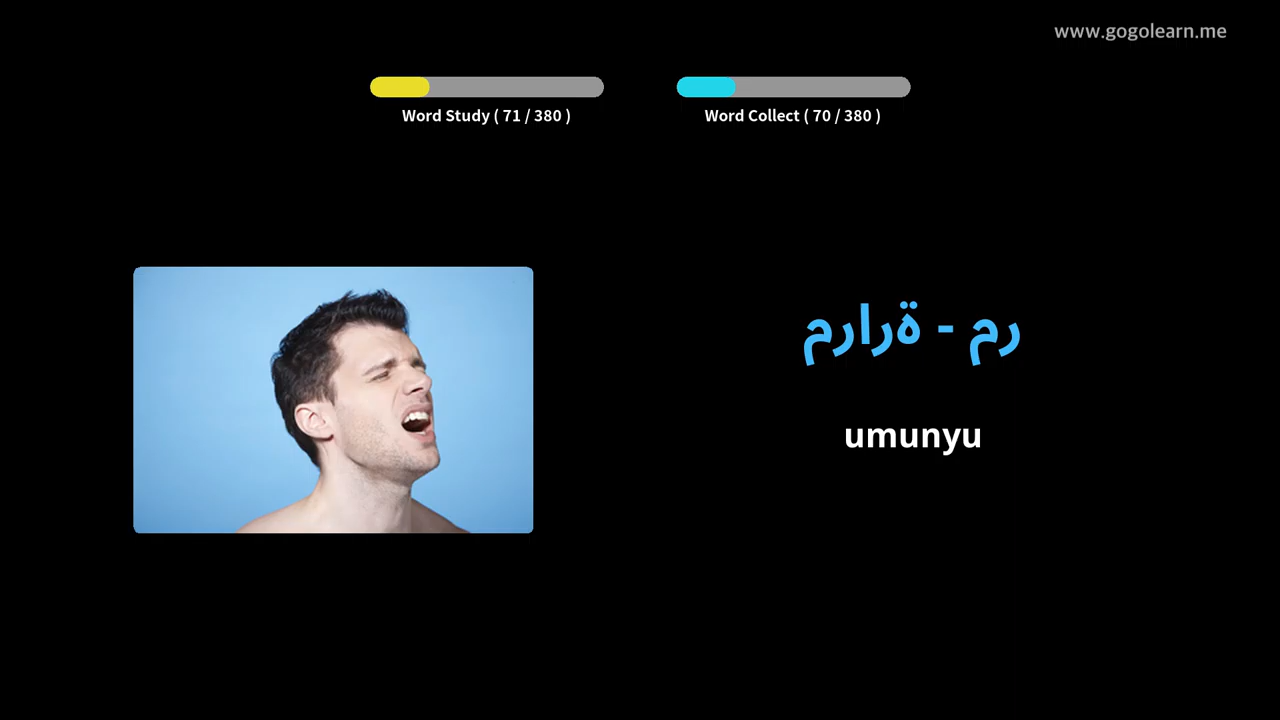 www.gogolearn.me
Word Study ( 71 / 380 )
Word Collect ( 70 / 380 )
مرارة - مر
umunyu